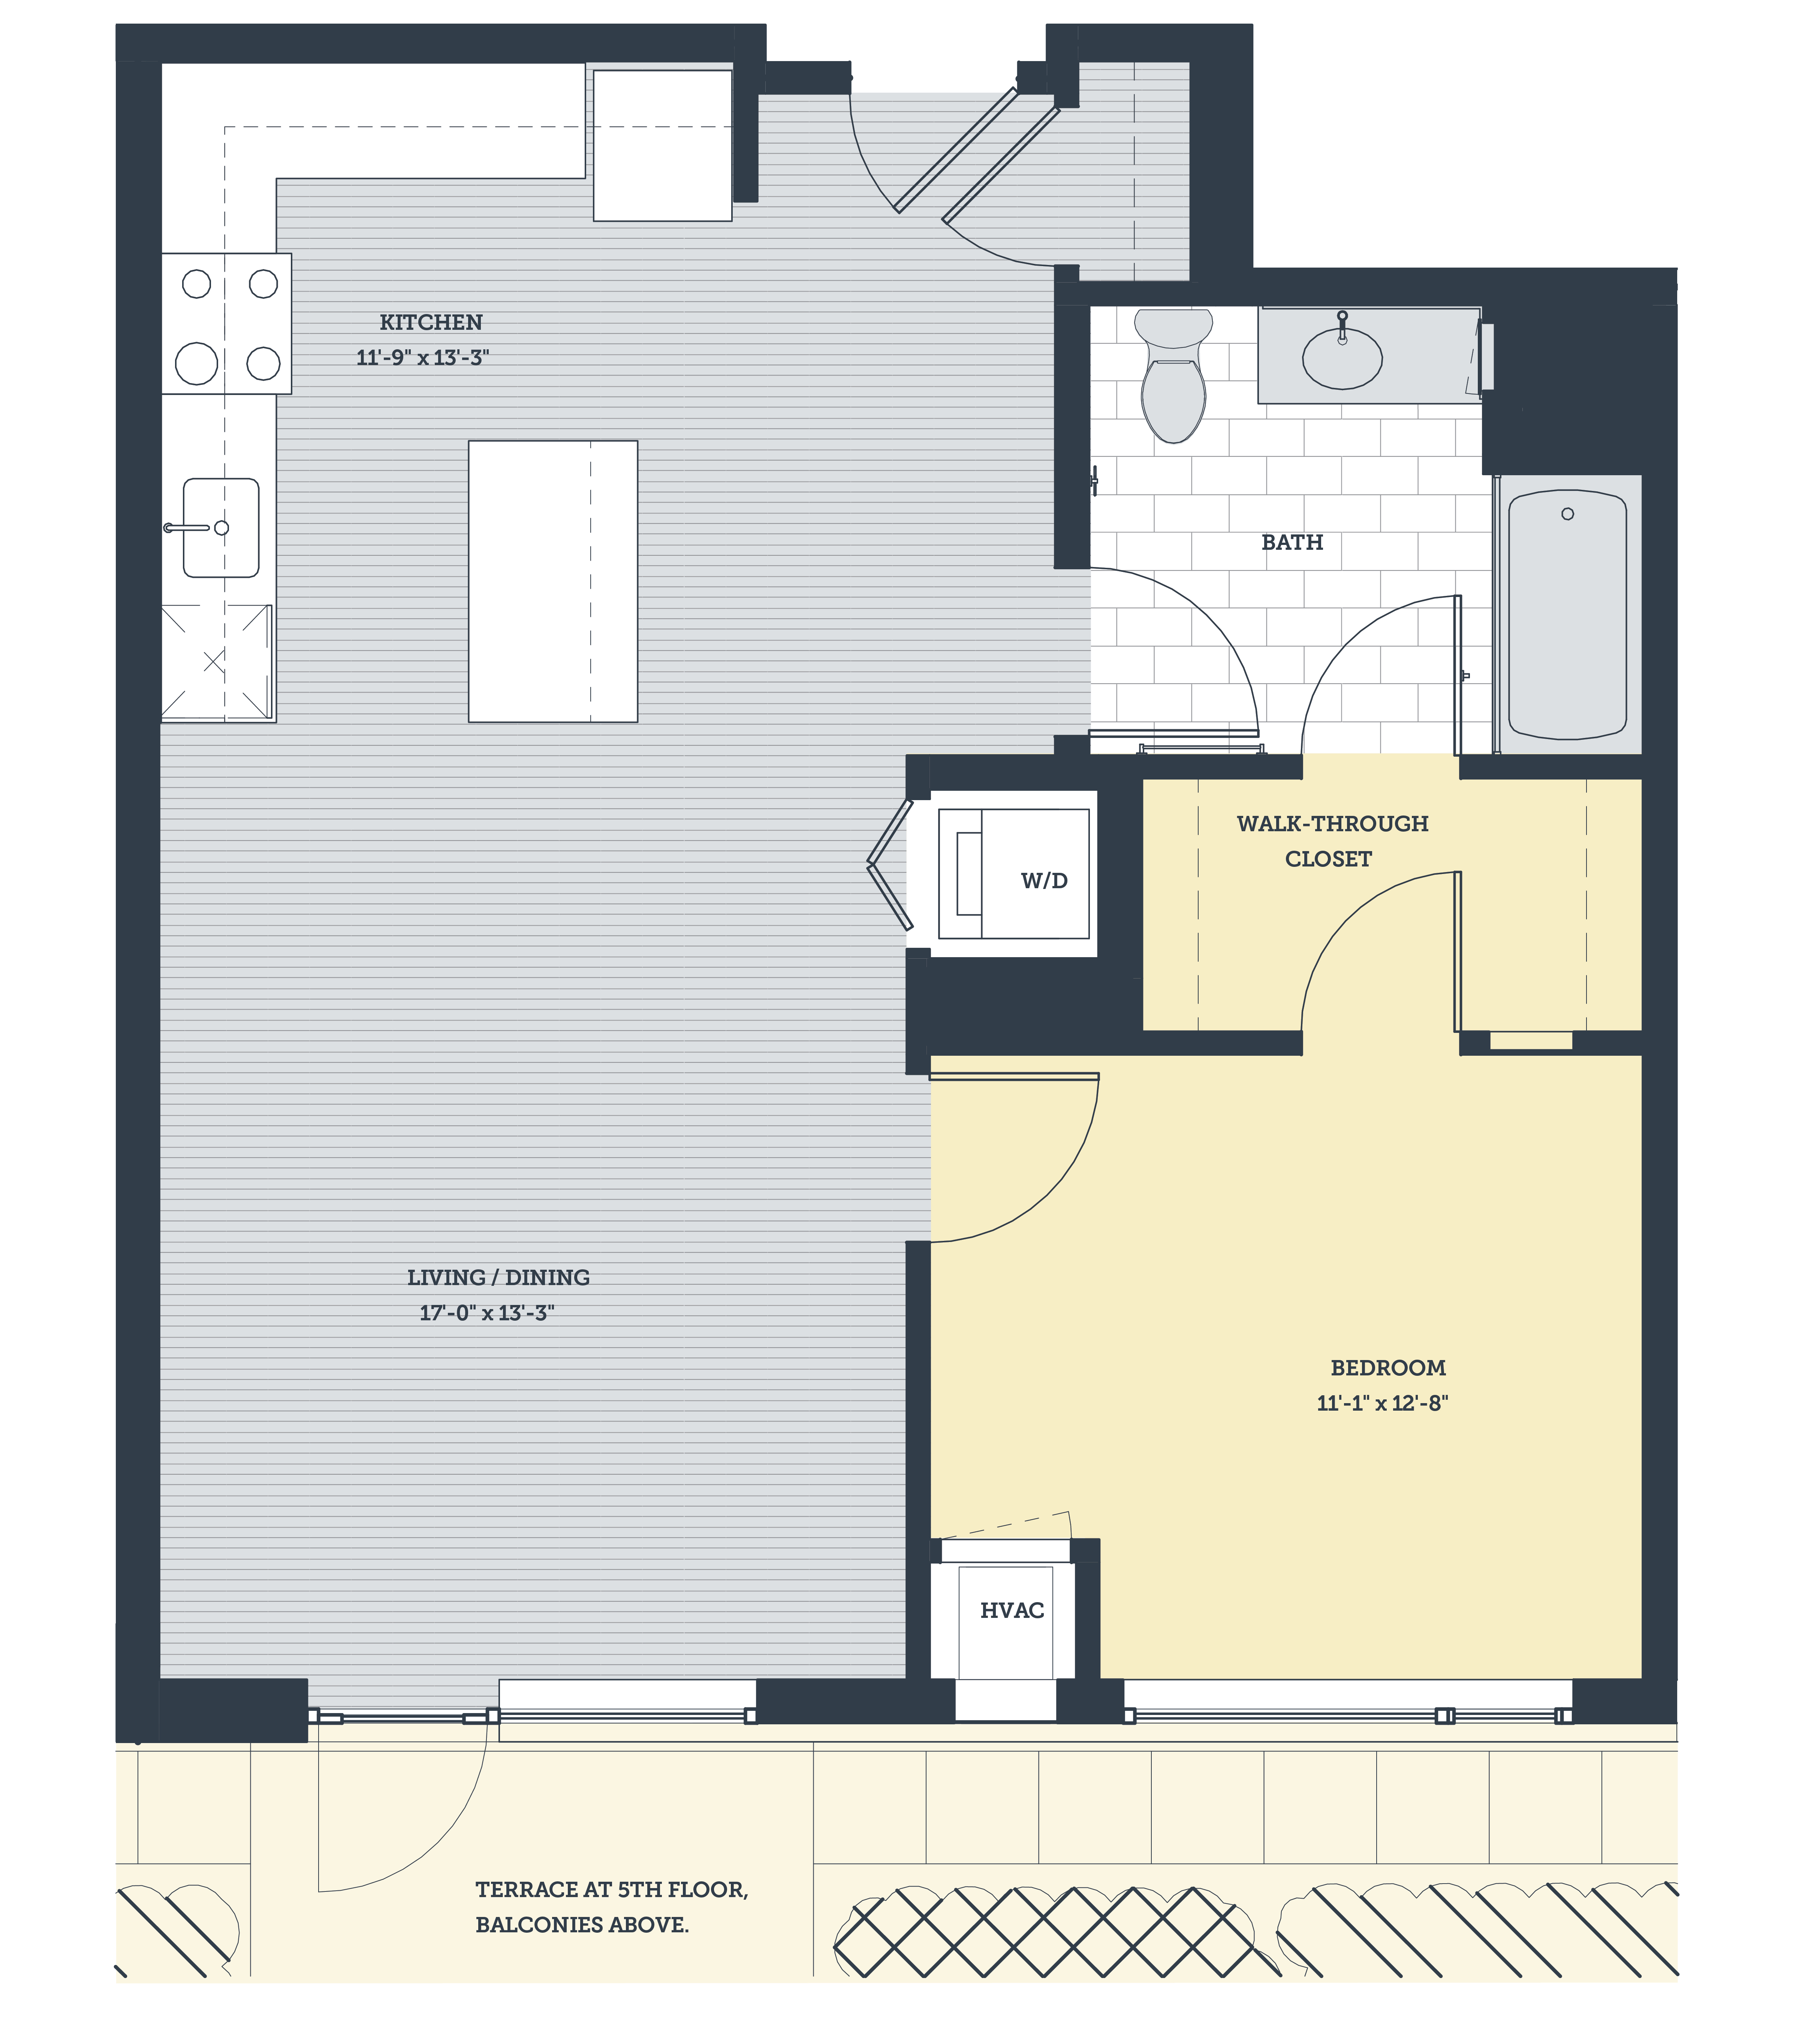 KITCHEN
11'-9" x 13'-3"
BATH
WALK-THROUGH
CLOSET
W/D
LIVING / DINING
17'-0" x 13'-3"
BEDROOM
11'-1" x 12'-8"
HVAC
TERRACE AT 5TH FLOOR,
BALCONIES ABOVE.